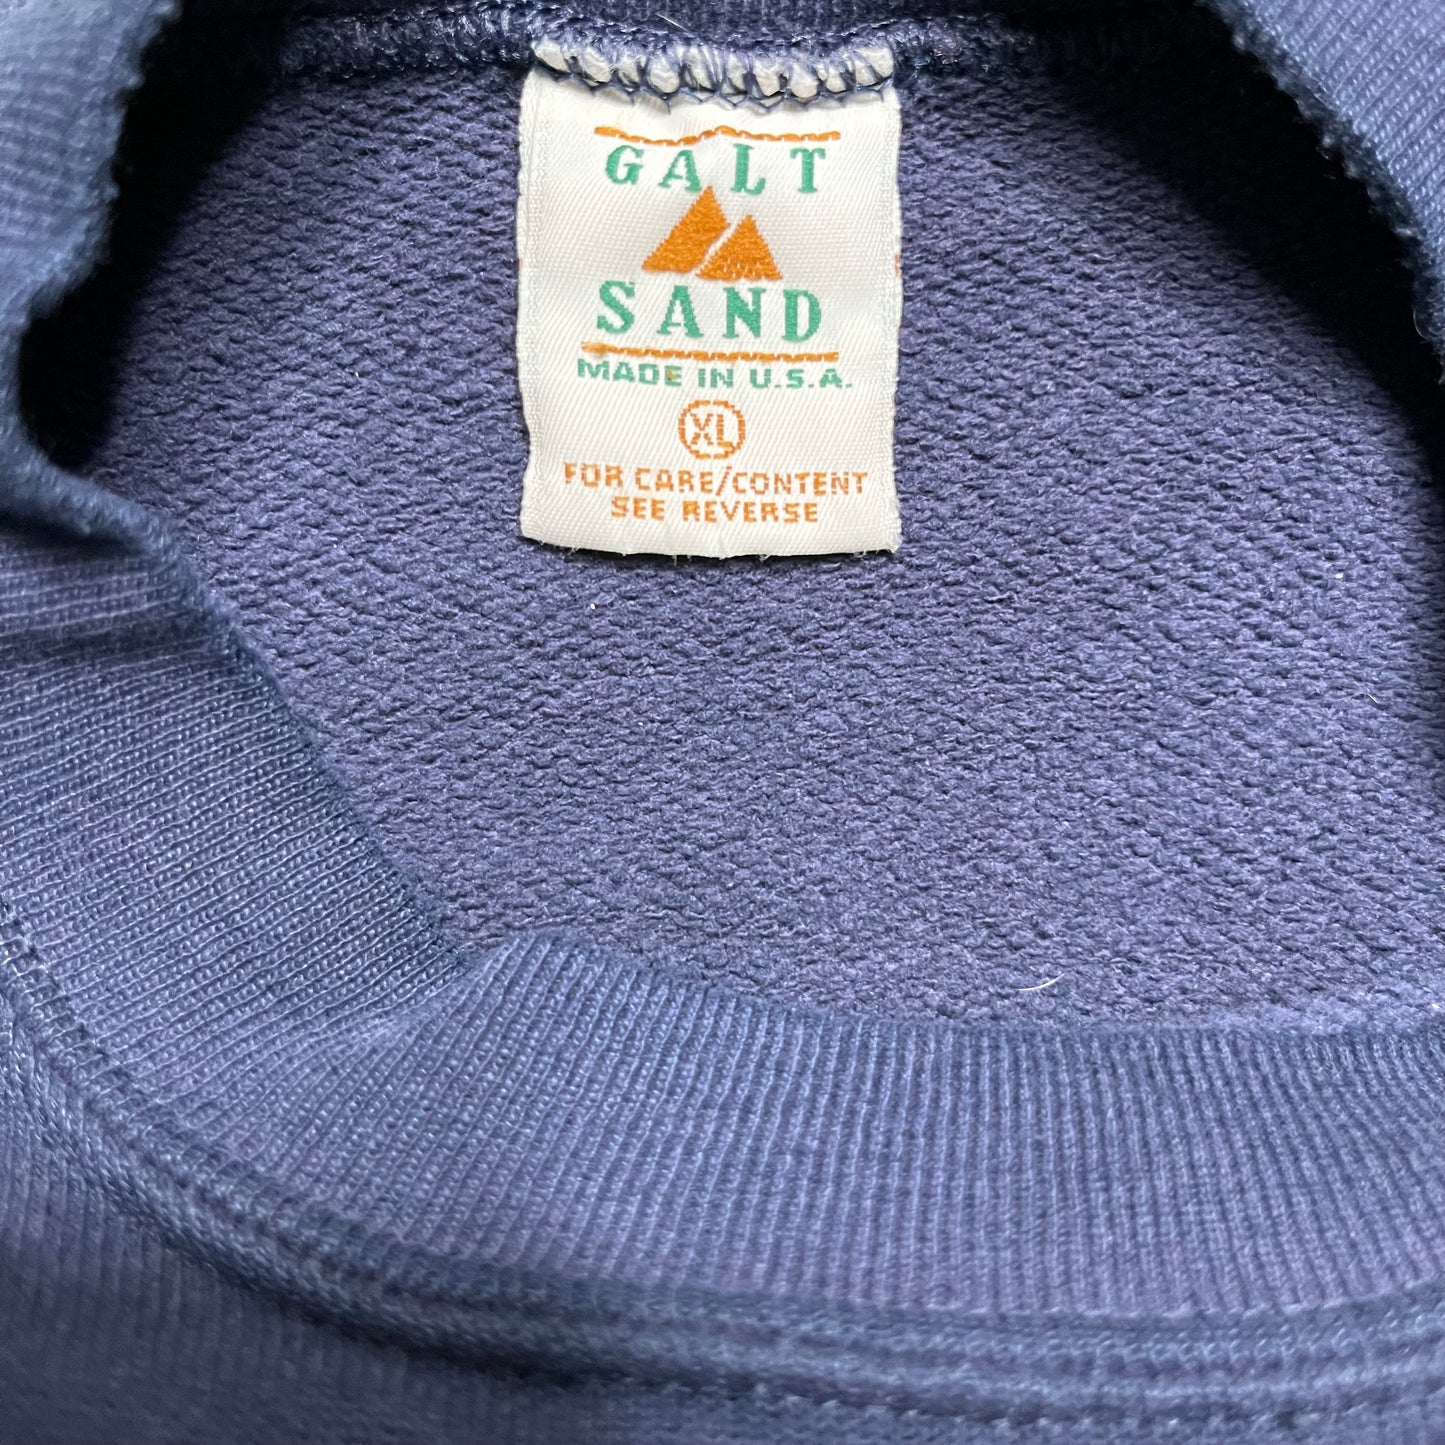 GALT
SAND
MADE IN U.S.A.
XL
FOR CARE/CONTENT
SEE REVERSE